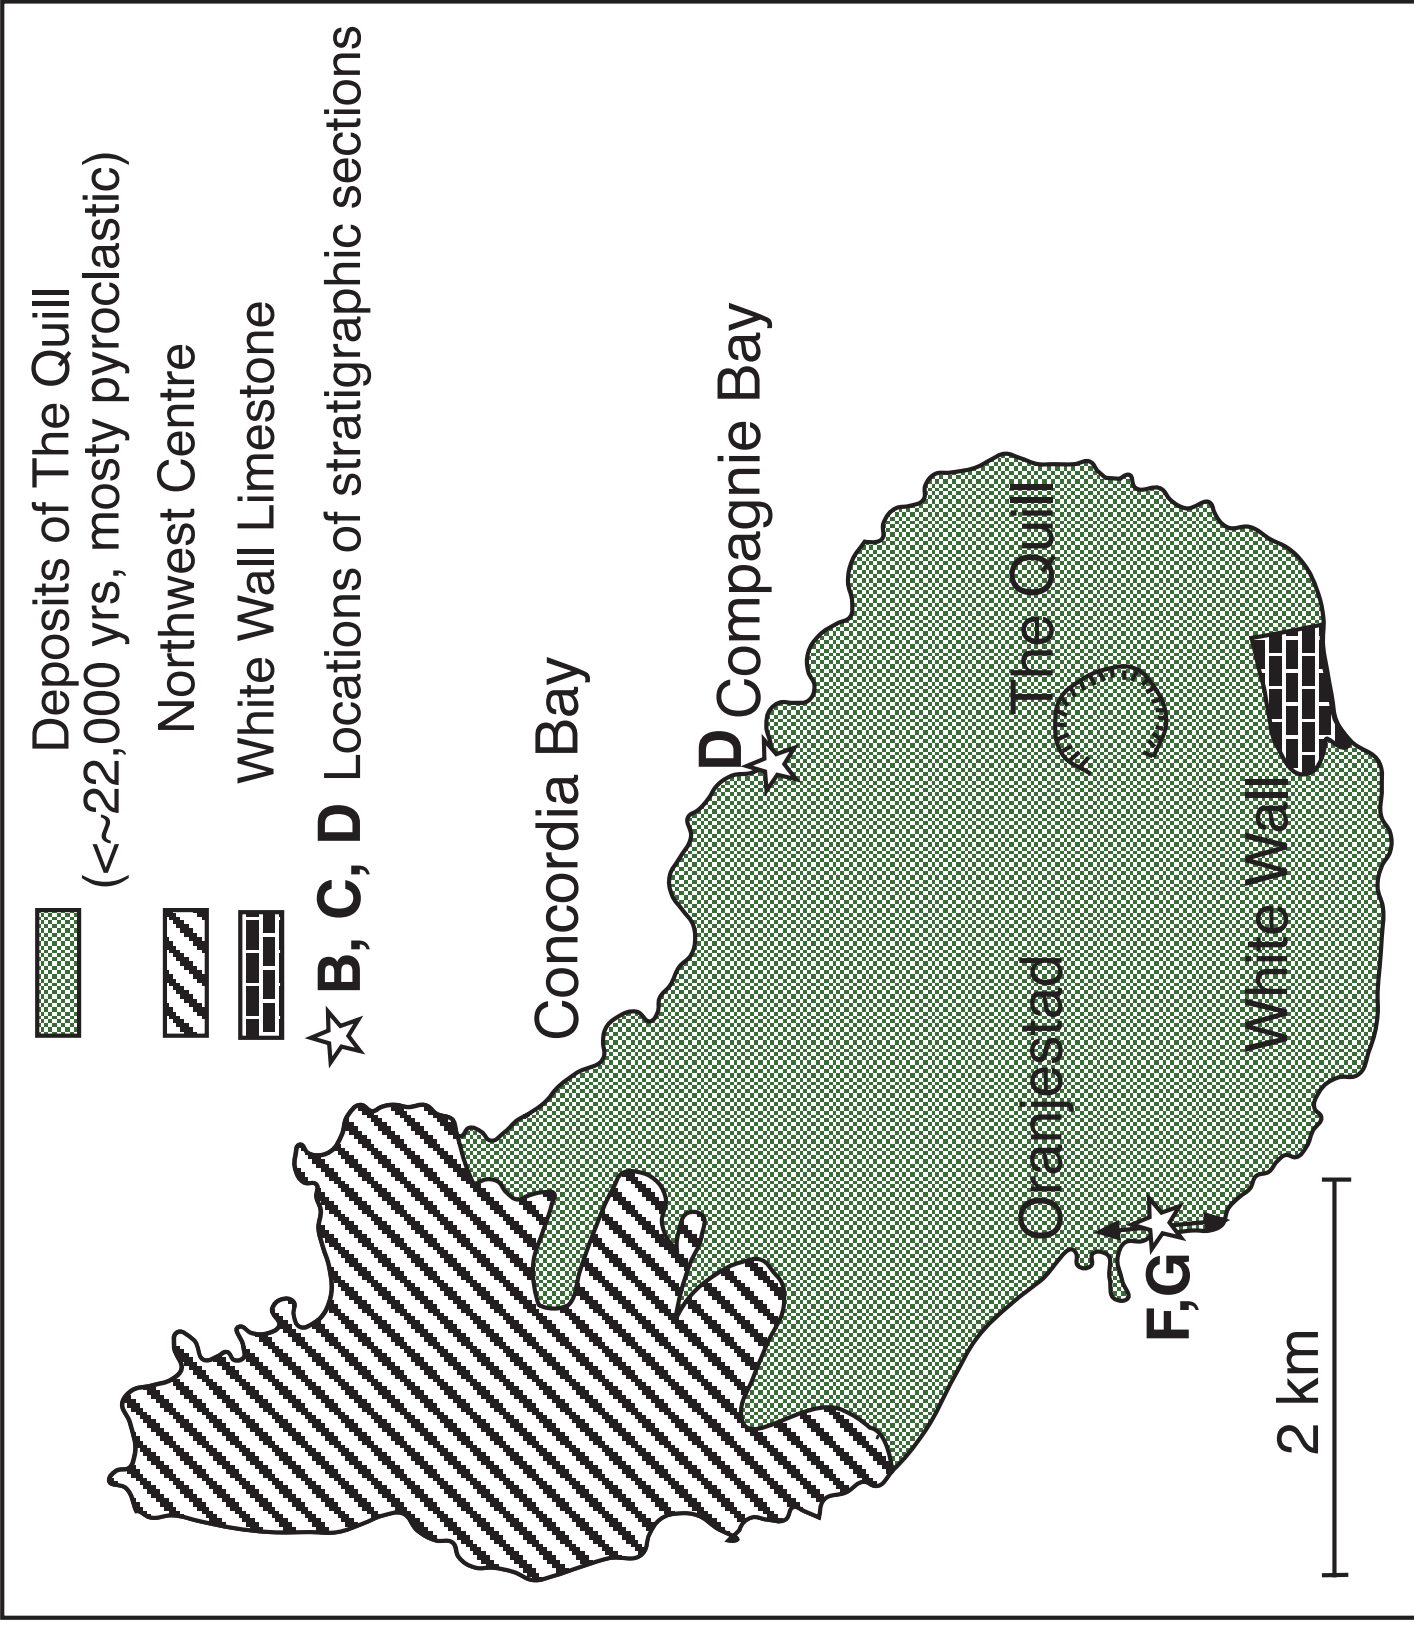 Deposits of The Quill
(<~22,000 yrs, mosty pyroclastic)
Northwest Centre
White Wall Limestone
B, C, D Locations of stratigraphic sections
Concordia Bay
D
Compagnie Bay
The Quill
Oranjestad
F,G
White Wall
2 km